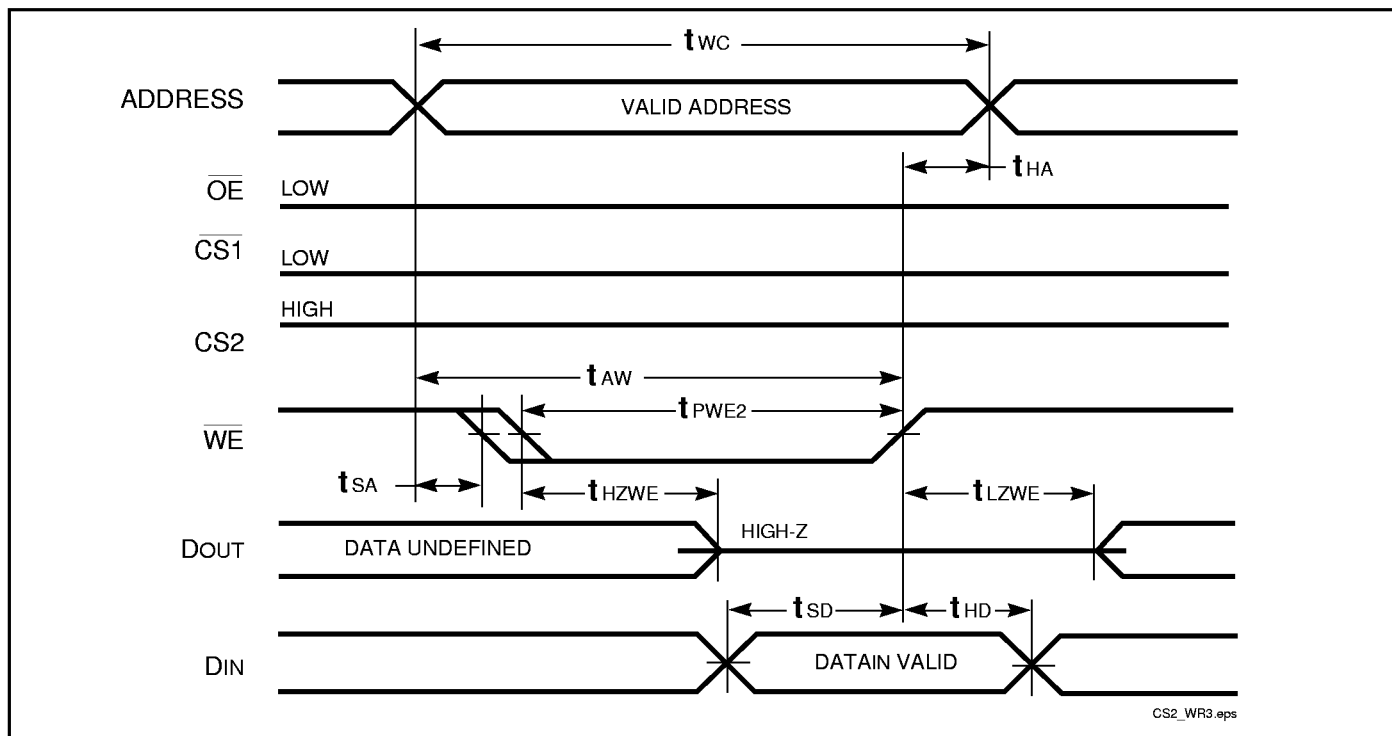 tWC
ADDRESS
VALID ADDRESS
tHA
OE
LOW
CS1
LOW
HIGH
CS2
tAW
tPWE2
WE
tSA
tHZWE
tLZWE
DOUT
DATA UNDEFINED
HIGH-Z
tSD
tHD
DIN
DATAIN VALID
CS2_WR3.eps